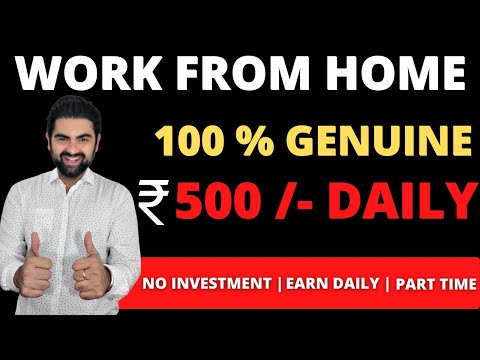 WORK FROM HOME
100 % GENUINE
₹ 500 /- DAILY
NO INVESTMENT | EARN DAILY | PART TIME